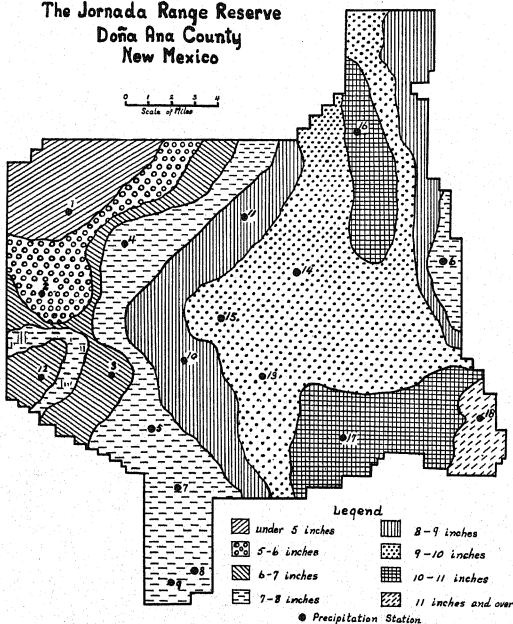 The Jornada Range Reserve
Doña Ana County
New Mexico
0 1 2 3 4
Scale of Miles
16
1
11
4
6
14
2
15
10
12
3
13
18
5
17
7
8
9
Legend
under 5 inches
5-6 inches
6-7 inches
7-8 inches
8-9 inches
9-10 inches
10-11 inches
11 inches and over
Precipitation Station